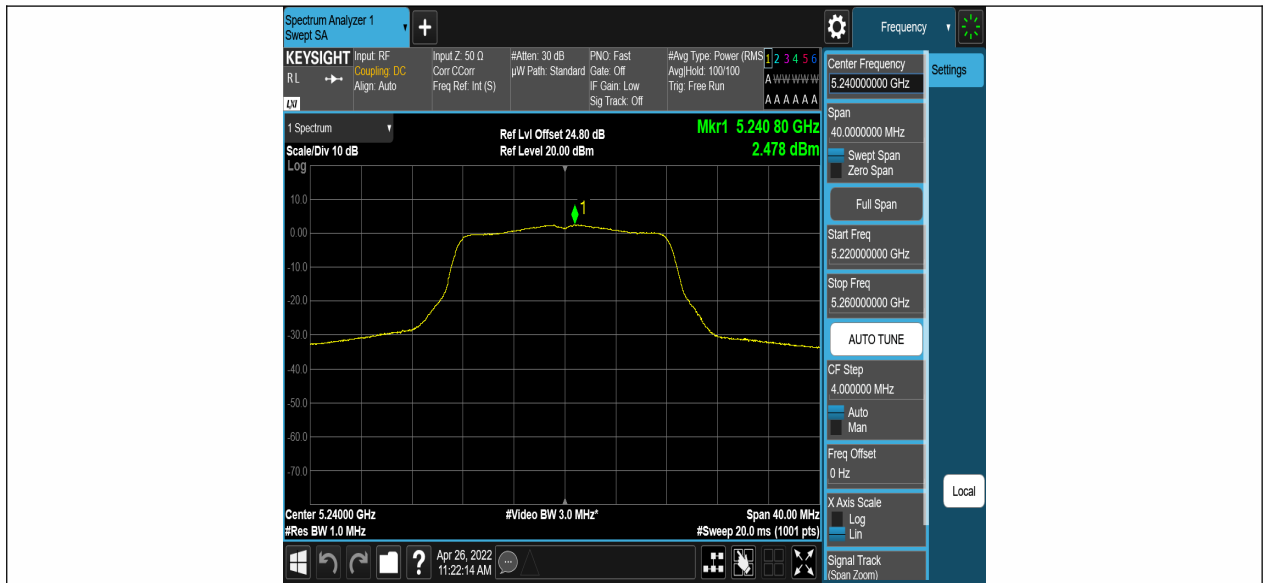 Spectrum Analyzer 1
Swept SA
+
Frequency
KEYSIGHT
RL
LXI
Input: RF
Coupling: DC
Align: Auto
Input Z: 50 Ω
Corr CCorr
Freq Ref: Int (S)
#Atten: 30 dB
µW Path: Standard
PNO: Fast
Gate: Off
IF Gain: Low
Sig Track: Off
#Avg Type: Power (RMS
Avg|Hold: 100/100
Trig: Free Run
1 2 3 4 5 6
A W W W W W
A A A A A A
1 Spectrum
Scale/Div 10 dB
Log
Ref Lvl Offset 24.80 dB
Ref Level 20.00 dBm
Mkr1 5.240 80 GHz
2.478 dBm
1
10.0
0.00
-10.0
-20.0
-30.0
-40.0
-50.0
-60.0
-70.0
Center 5.24000 GHz
#Res BW 1.0 MHz
#Video BW 3.0 MHz*
Span 40.00 MHz
#Sweep 20.0 ms (1001 pts)
?
Apr 26, 2022
11:22:14 AM
Center Frequency
5.240000000 GHz
Settings
Span
40.0000000 MHz
Swept Span
Zero Span
Full Span
Start Freq
5.220000000 GHz
Stop Freq
5.260000000 GHz
AUTO TUNE
CF Step
4.000000 MHz
Auto
Man
Freq Offset
0 Hz
X Axis Scale
Log
Lin
Local
Signal Track
(Span Zoom)